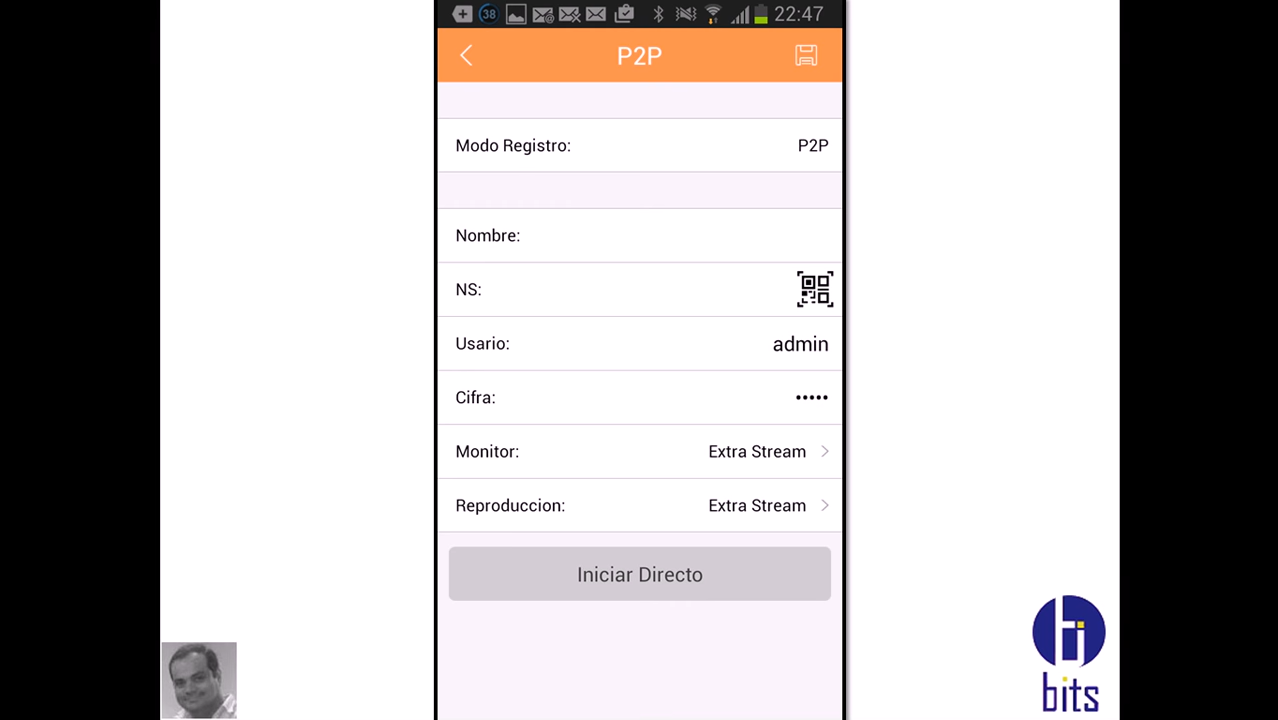 38 22:47
P2P
Modo Registro: P2P
Nombre:
NS:
Usario: admin
Cifra: •••••
Monitor: Extra Stream
Reproduccion: Extra Stream
Iniciar Directo
bits